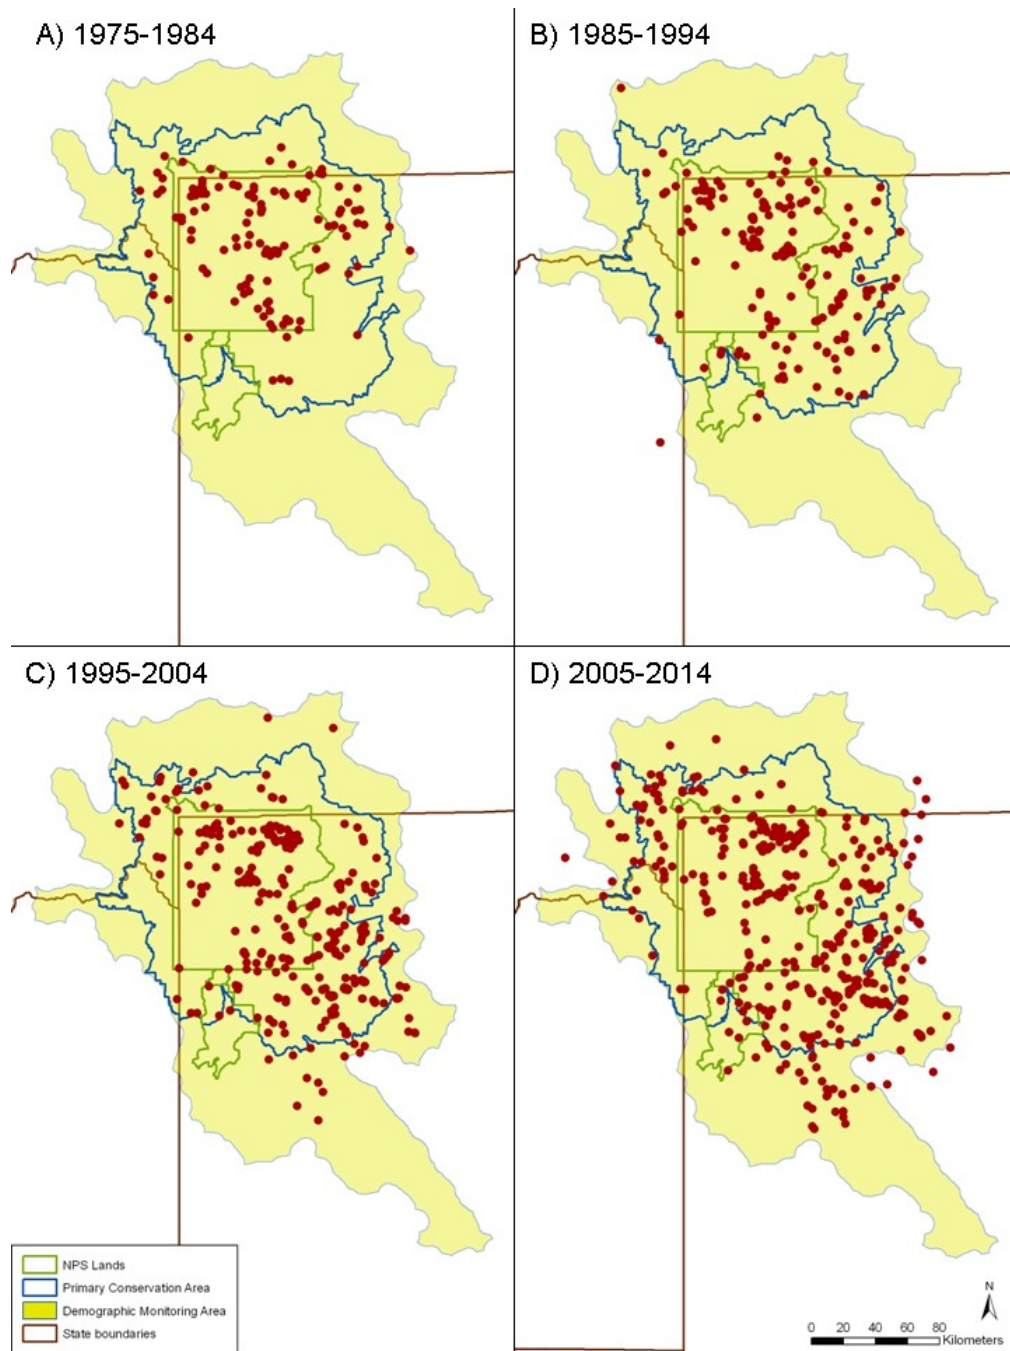 A) 1975-1984
B) 1985-1994
C) 1995-2004
D) 2005-2014
NPS Lands
Primary Conservation Area
Demographic Monitoring Area
State boundaries
N
0 20 40 60 80
Kilometers